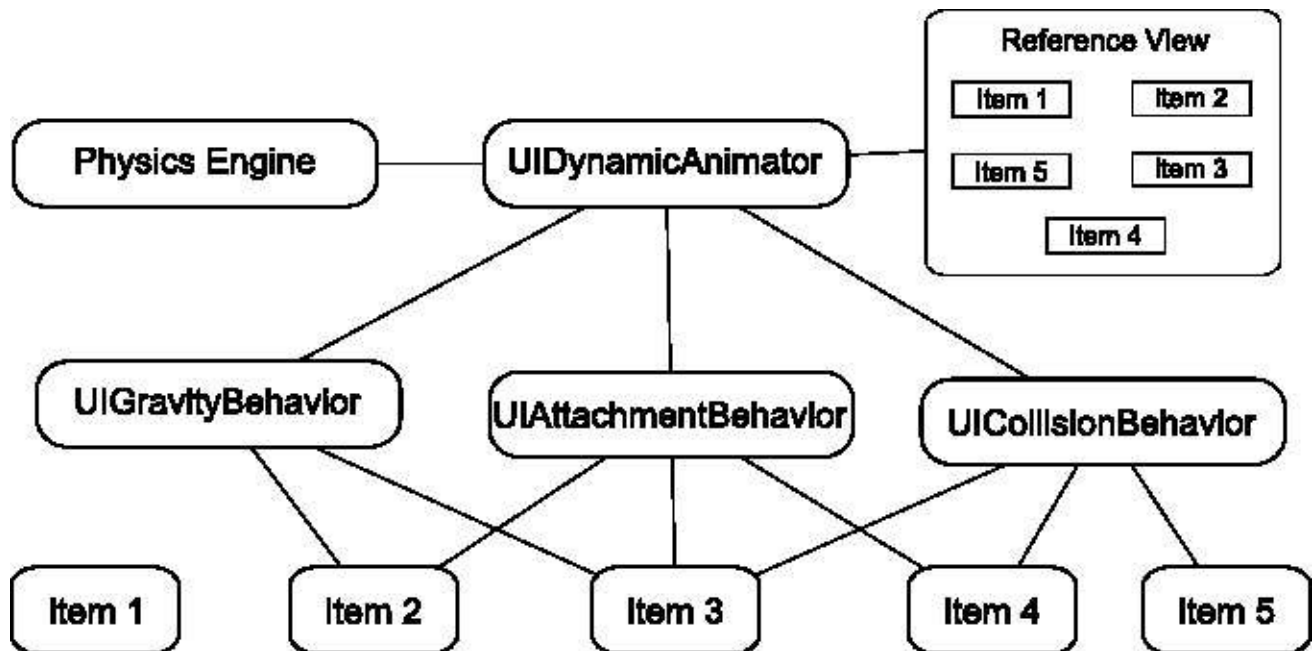 Reference View
Item 1
Item 2
Physics Engine
UIDynamicAnimator
Item 5
Item 3
Item 4
UIGravityBehavior
UIAttachmentBehavior
UICollisionBehavior
Item 1
Item 2
Item 3
Item 4
Item 5